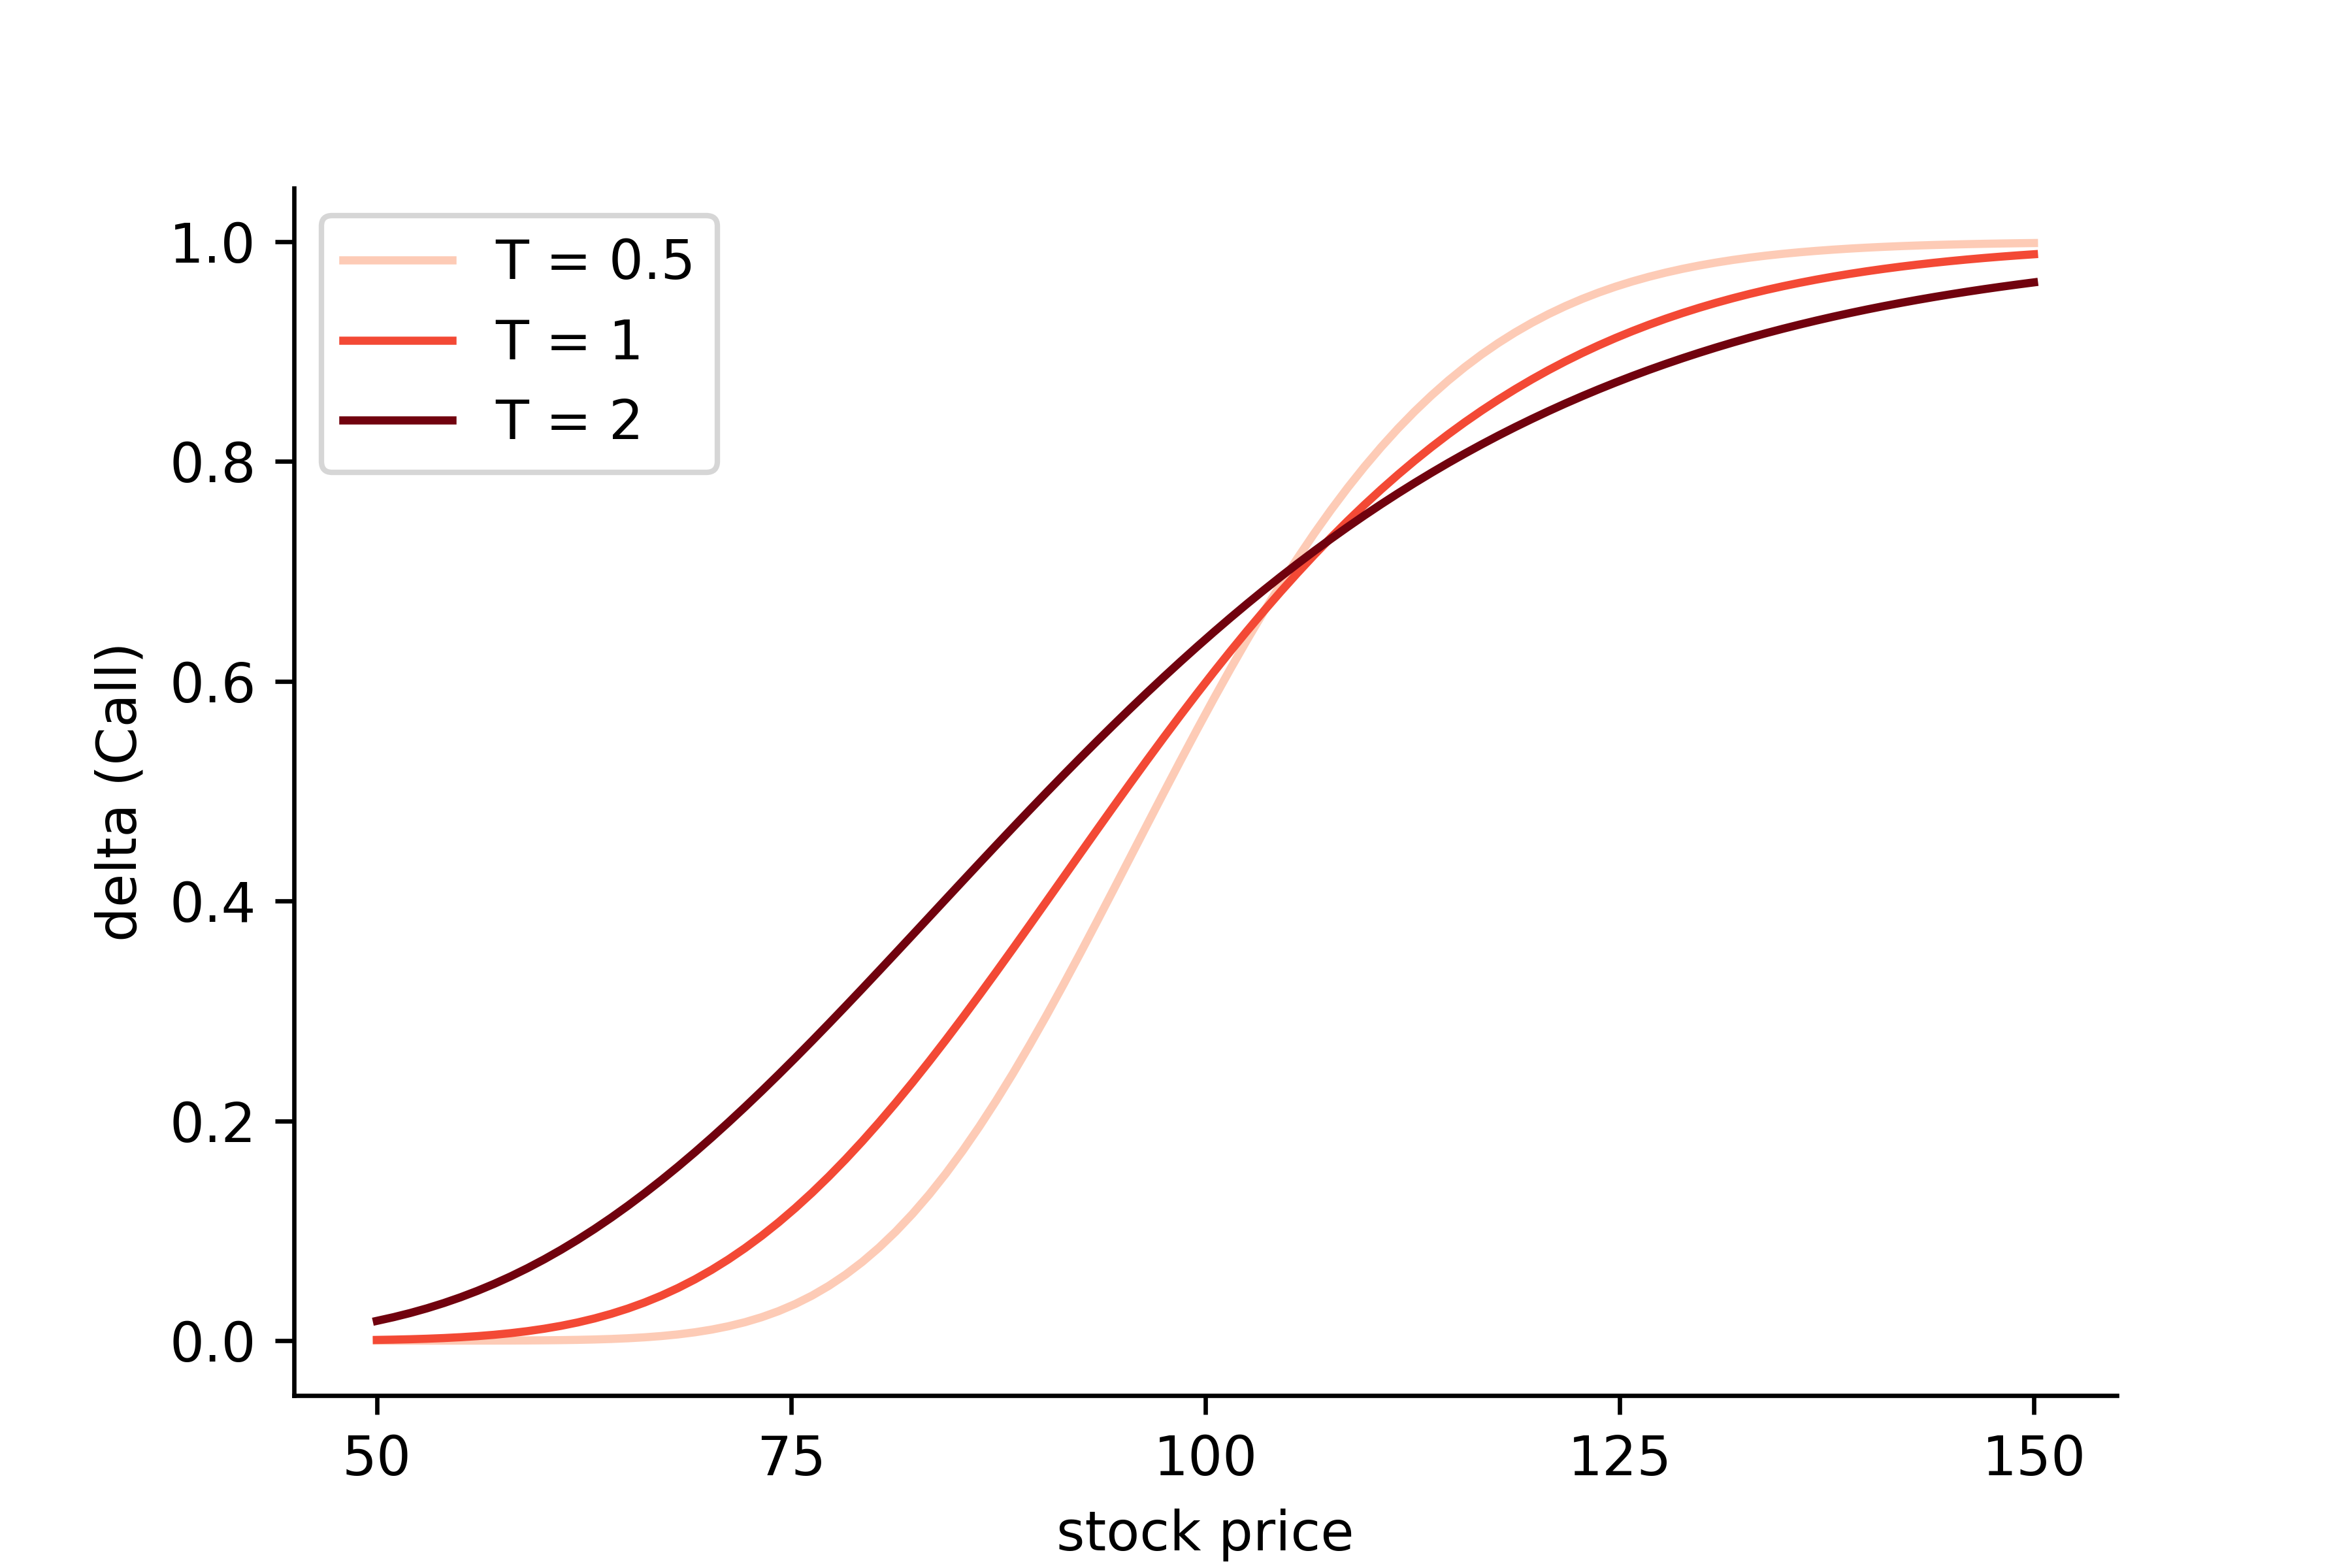 T = 0.5
T = 1
T = 2
1.0
0.8
0.6
0.4
0.2
0.0
delta (Call)
50 75 100 125 150
stock price